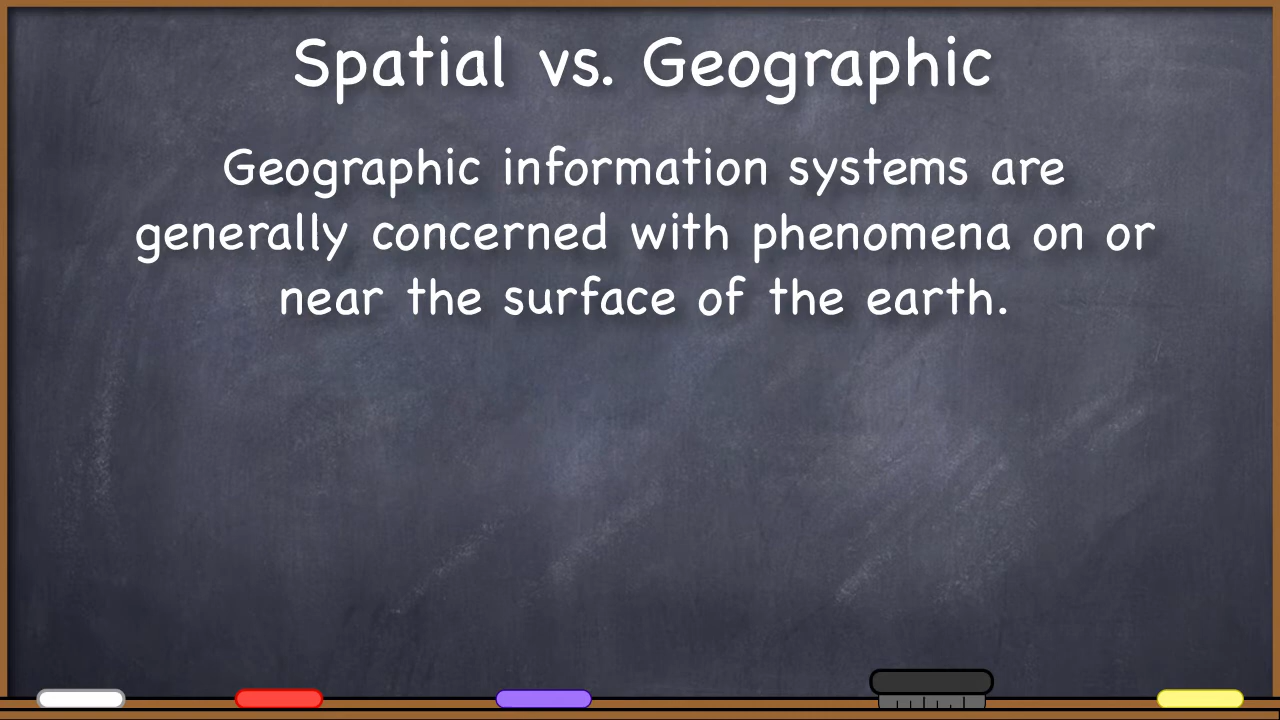 Spatial vs. Geographic
Geographic information systems are
generally concerned with phenomena on or
near the surface of the earth.